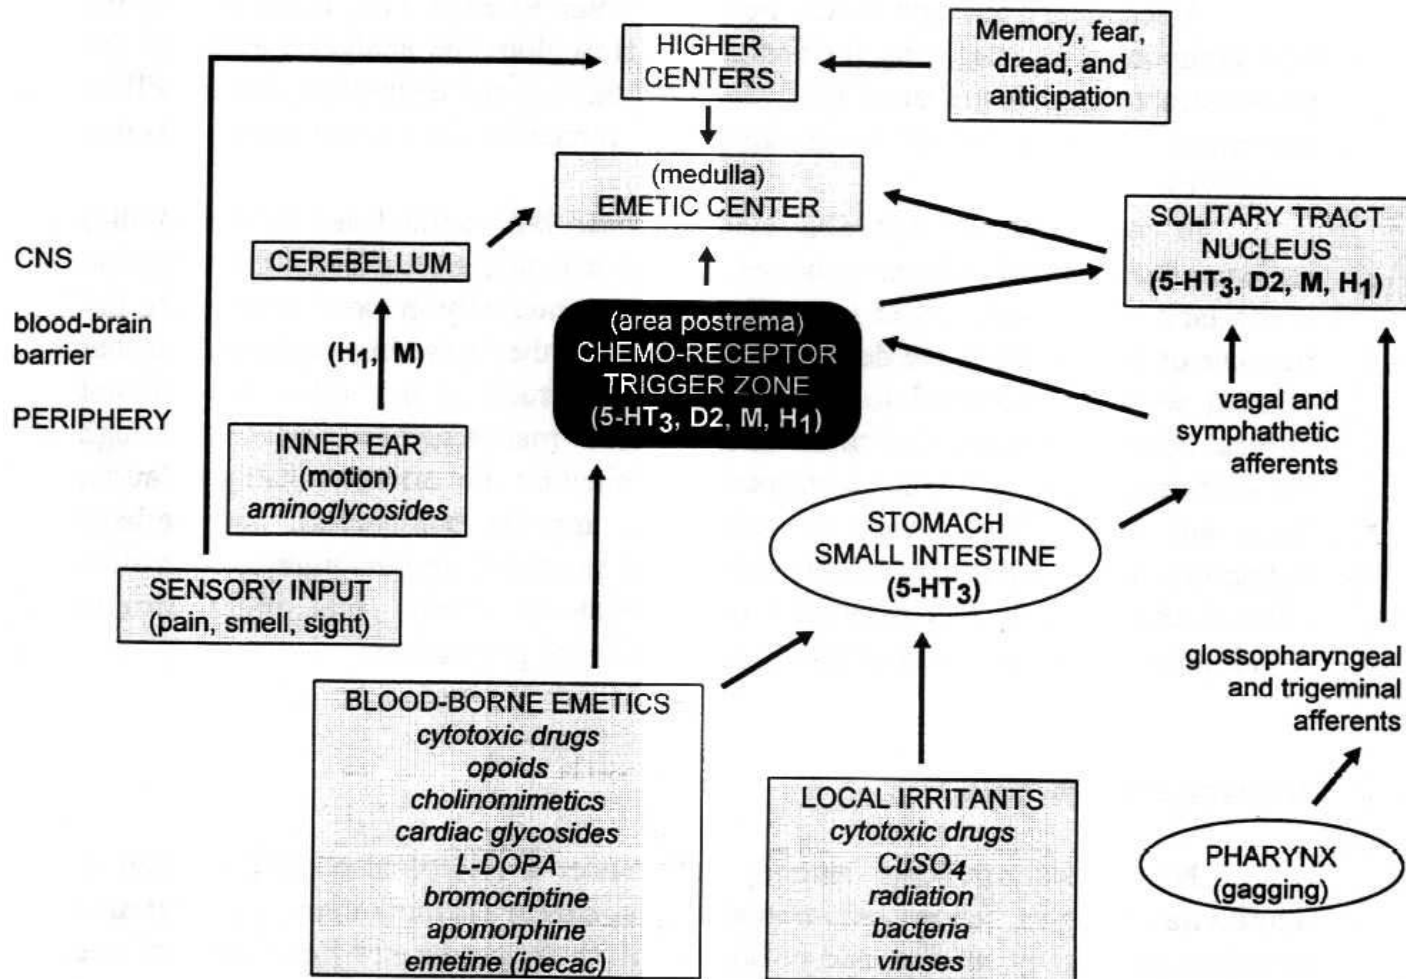 HIGHER
CENTERS
Memory, fear,
dread, and
anticipation
(medulla)
EMETIC CENTER
SOLITARY TRACT
NUCLEUS
(5-HT3, D2, M, H1)
CNS
blood-brain
barrier
PERIPHERY
CEREBELLUM
(H1, M)
(area postrema)
CHEMO-RECEPTOR
TRIGGER ZONE
(5-HT3, D2, M, H1)
vagal and
symphathetic
afferents
INNER EAR
(motion)
aminoglycosides
STOMACH
SMALL INTESTINE
(5-HT3)
SENSORY INPUT
(pain, smell, sight)
glossopharyngeal
and trigeminal
afferents
BLOOD-BORNE EMETICS
cytotoxic drugs
opoids
cholinomimetics
cardiac glycosides
L-DOPA
bromocriptine
apomorphine
emetine (ipecac)
LOCAL IRRITANTS
cytotoxic drugs
CuSO4
radiation
bacteria
viruses
PHARYNX
(gagging)